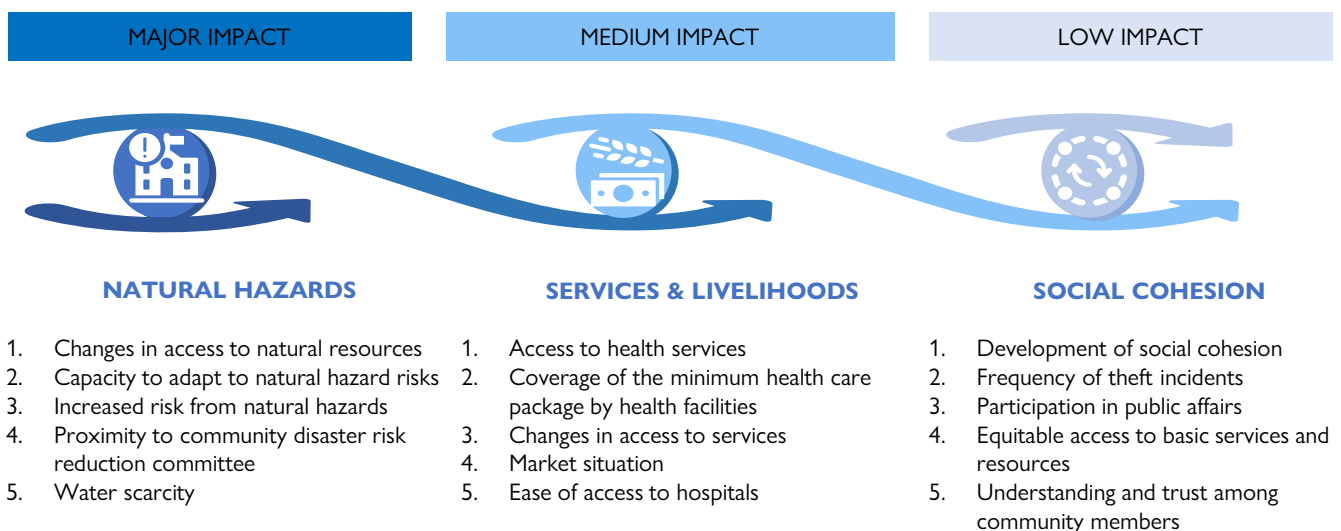 MAJOR IMPACT
MEDIUM IMPACT
LOW IMPACT
NATURAL HAZARDS
1. Changes in access to natural resources
2. Capacity to adapt to natural hazard risks
3. Increased risk from natural hazards
4. Proximity to community disaster risk
reduction committee
5. Water scarcity
SERVICES & LIVELIHOODS
1. Access to health services
2. Coverage of the minimum health care
package by health facilities
3. Changes in access to services
4. Market situation
5. Ease of access to hospitals
SOCIAL COHESION
1. Development of social cohesion
2. Frequency of theft incidents
3. Participation in public affairs
4. Equitable access to basic services and
resources
5. Understanding and trust among
community members